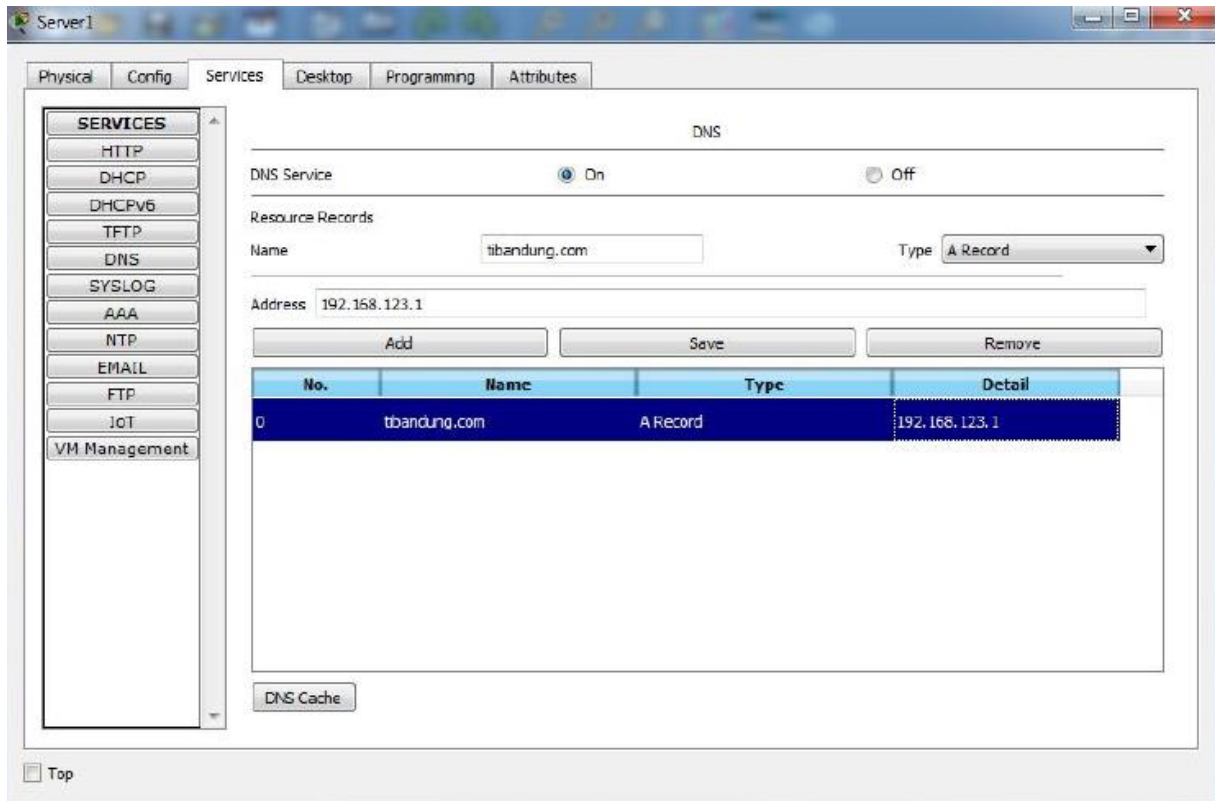 Server1
Physical Config Services Desktop Programming Attributes
SERVICES
HTTP
DHCP
DHCPv6
TFTP
DNS
SYSLOG
AAA
NTP
EMAIL
FTP
IoT
VM Management
DNS
DNS Service On Off
Resource Records
Name tibandung.com Type A Record
Address 192.168.123.1
Add Save Remove
No. Name Type Detail
0 tibandung.com A Record 192.168.123.1
DNS Cache
Top